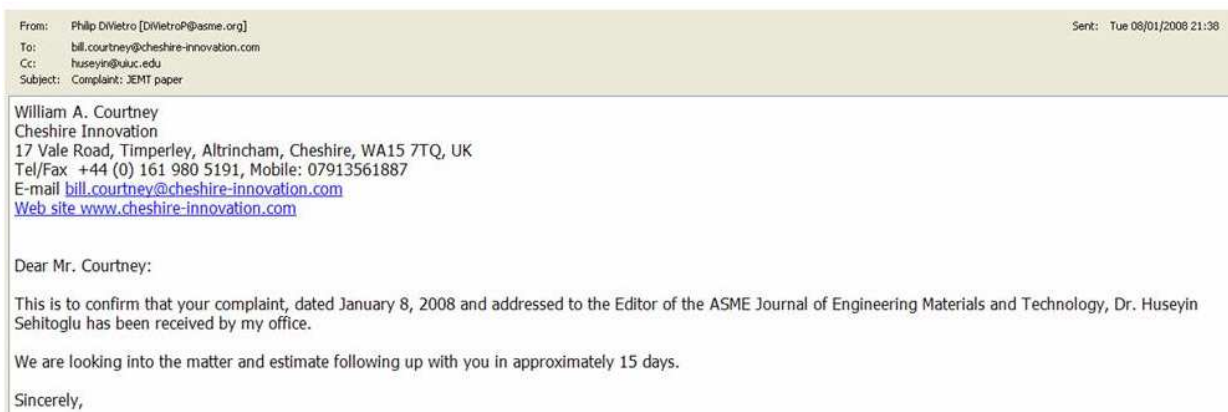 From: Philip DiVietro [DiVietroP@asme.org] Sent: Tue 08/01/2008 21:38
To: bill.courtney@cheshire-innovation.com
Cc: huseyin@uiuc.edu
Subject: Complaint: JEMT paper
William A. Courtney
Cheshire Innovation
17 Vale Road, Timperley, Altrincham, Cheshire, WA15 7TQ, UK
Tel/Fax +44 (0) 161 980 5191, Mobile: 07913561887
E-mail bill.courtney@cheshire-innovation.com
Web site www.cheshire-innovation.com
Dear Mr. Courtney:
This is to confirm that your complaint, dated January 8, 2008 and addressed to the Editor of the ASME Journal of Engineering Materials and Technology, Dr. Huseyin
Sehitoglu has been received by my office.
We are looking into the matter and estimate following up with you in approximately 15 days.
Sincerely,